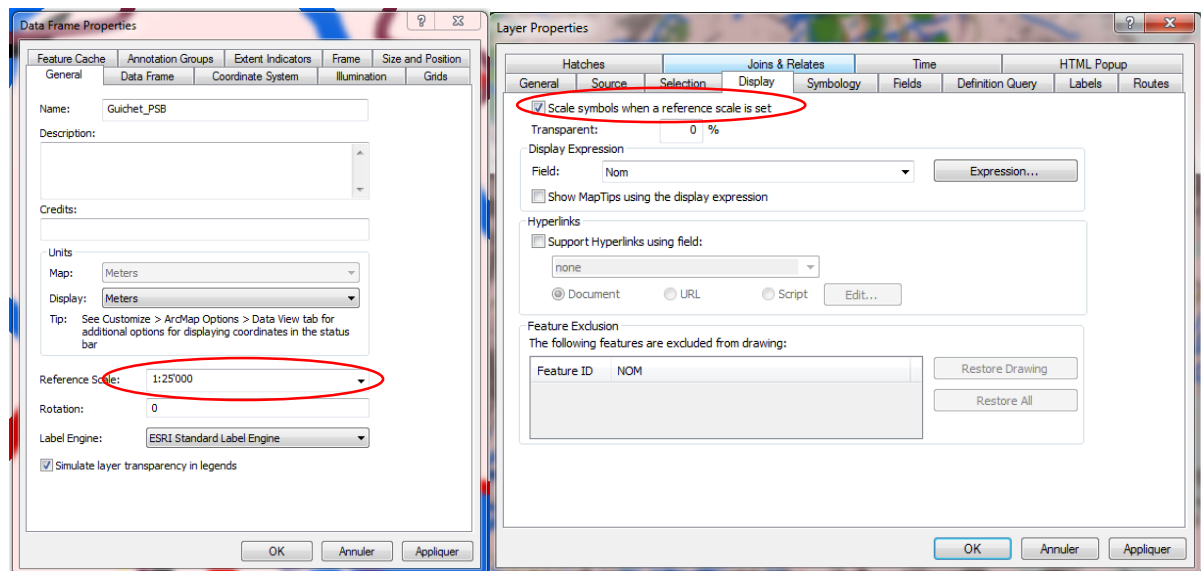 Data Frame Properties
Feature Cache Annotation Groups Extent Indicators Frame Size and Position
General Data Frame Coordinate System Illumination Grids
Name: Guichet_PSB
Description:
Credits:
Units
Map: Meters
Display: Meters
Tip: See Customize > ArcMap Options > Data View tab for
additional options for displaying coordinates in the status
bar
Reference Scale: 1:25'000
Rotation: 0
Label Engine: ESRI Standard Label Engine
Simulate layer transparency in legends
OK Annuler Appliquer
Layer Properties
Hatches Joins & Relates Time HTML Popup
General Source Selection Display Symbology Fields Definition Query Labels Routes
Scale symbols when a reference scale is set
Transparent: 0 %
Display Expression
Field: Nom Expression...
Show MapTips using the display expression
Hyperlinks
Support Hyperlinks using field:
none
Document URL Script Edit...
Feature Exclusion
The following features are excluded from drawing:
Feature ID NOM
Restore Drawing
Restore All
OK Annuler Appliquer